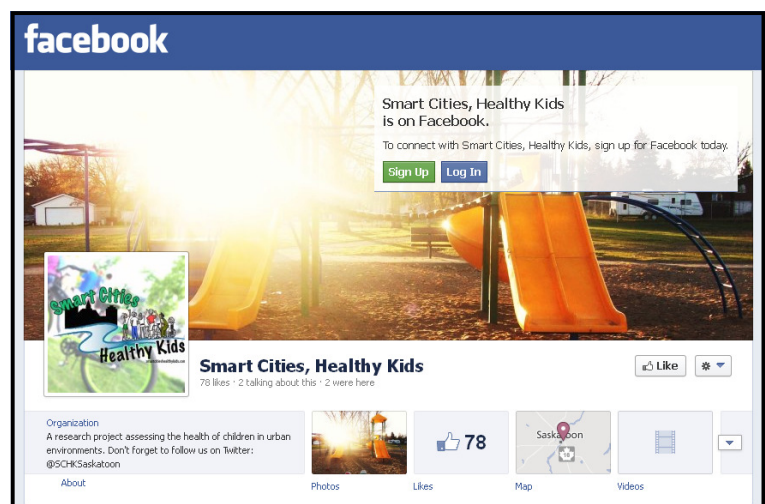 facebook
Smart Cities, Healthy Kids
is on Facebook.
To connect with Smart Cities, Healthy Kids, sign up for Facebook today.
Sign Up Log In
Smart Cities
Healthy Kids
Smart Cities, Healthy Kids
78 likes · 2 talking about this · 2 were here
Like
Organization
A research project assessing the health of children in urban
environments. Don't forget to follow us on Twitter:
@SCHKSaskatoon
About
78
Saskatoon
16
Photos
Likes
Map
Videos